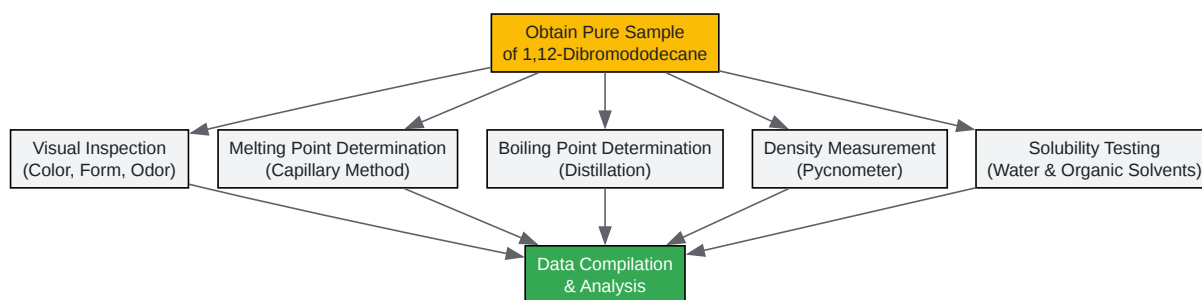 Obtain Pure Sample
of 1,12-Dibromododecane
Visual Inspection
(Color, Form, Odor)
Melting Point Determination
(Capillary Method)
Boiling Point Determination
(Distillation)
Density Measurement
(Pycnometer)
Solubility Testing
(Water & Organic Solvents)
Data Compilation
& Analysis